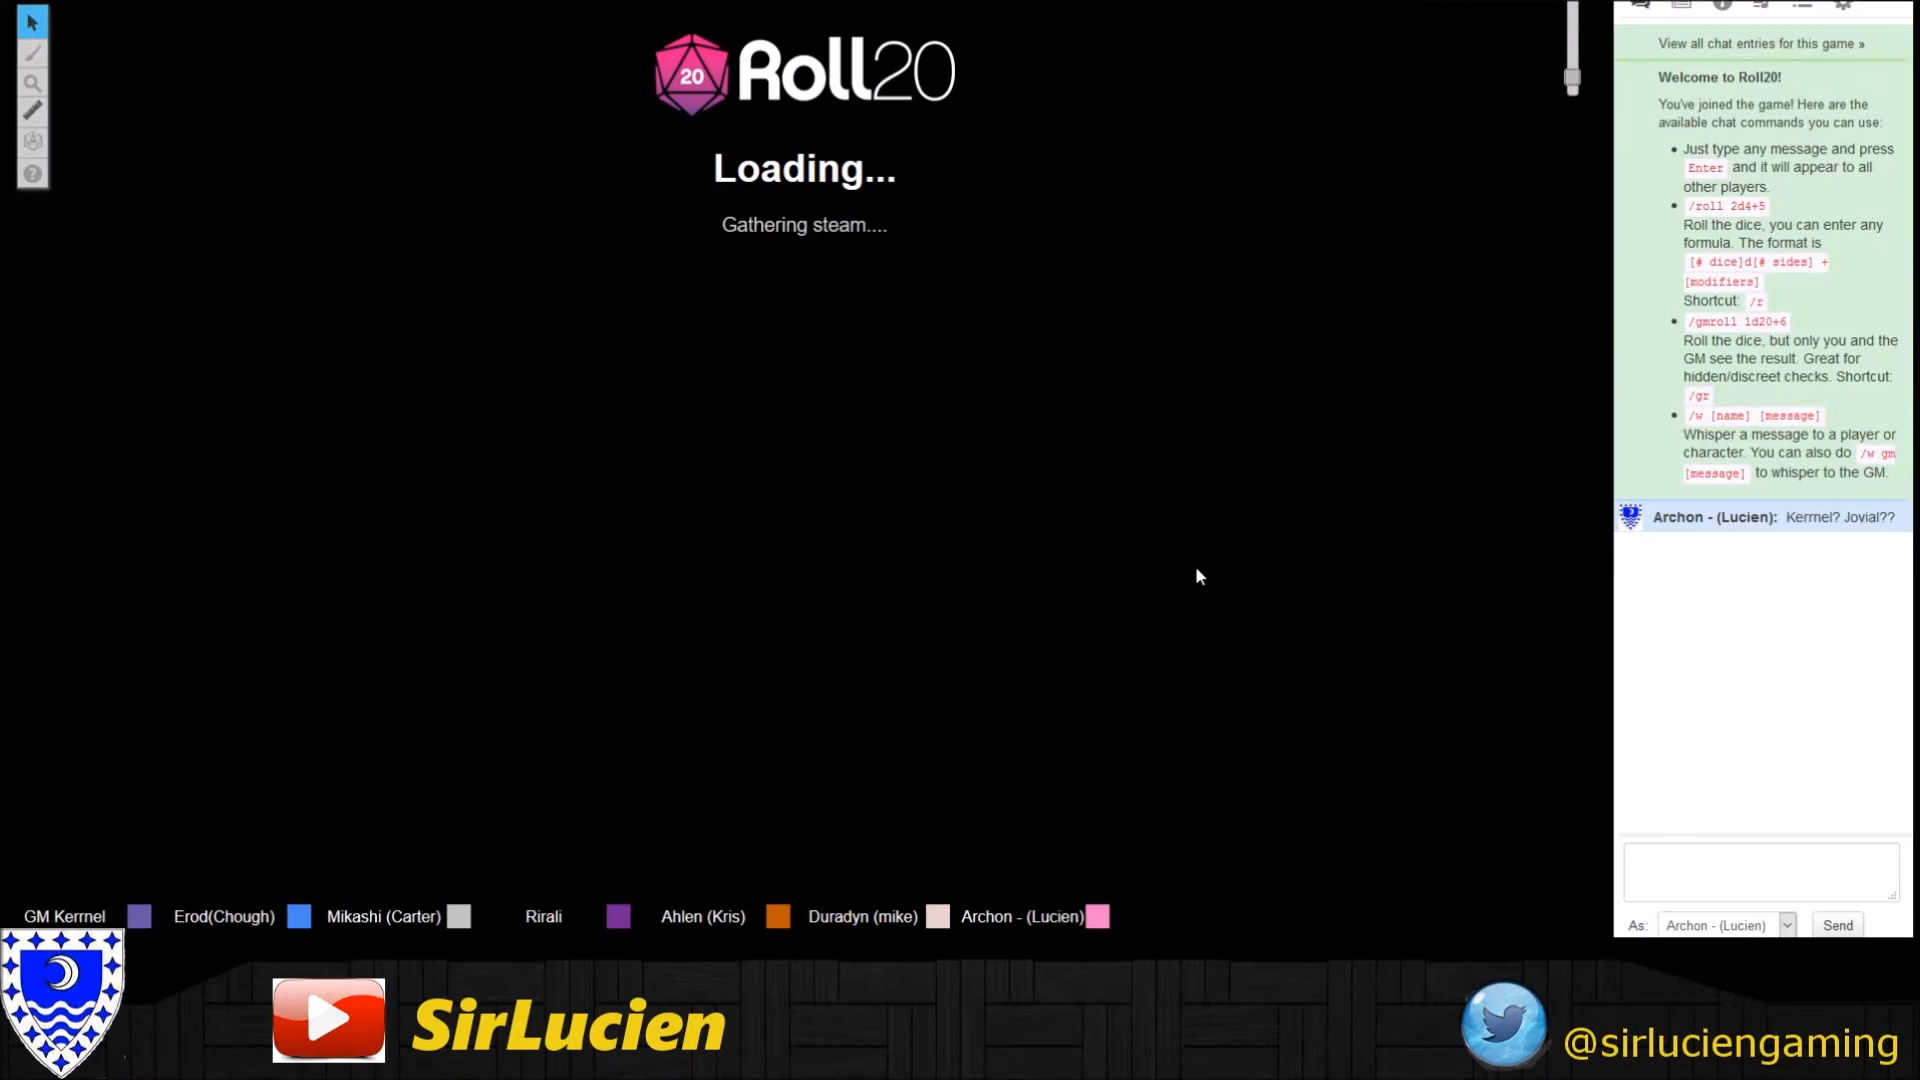 20 Roll20
Loading...
Gathering steam....
View all chat entries for this game »
Welcome to Roll20!
You've joined the game! Here are the
available chat commands you can use:
Just type any message and press
Enter and it will appear to all
other players.
/roll 2d4+5
Roll the dice, you can enter any
formula. The format is
[# dice]d[# sides] +
[modifiers]
Shortcut: /r
/gmroll 1d20+6
Roll the dice, but only you and the
GM see the result. Great for
hidden/discreet checks. Shortcut:
/gr
/w [name] [message]
Whisper a message to a player or
character. You can also do /w gm
[message] to whisper to the GM.
Archon - (Lucien): Kerrnel? Jovial??
As: Archon - (Lucien) Send
GM Kerrnel Erod(Chough) Mikashi (Carter) Rirali Ahlen (Kris) Duradyn (mike) Archon - (Lucien)
SirLucien
@sirluciengaming